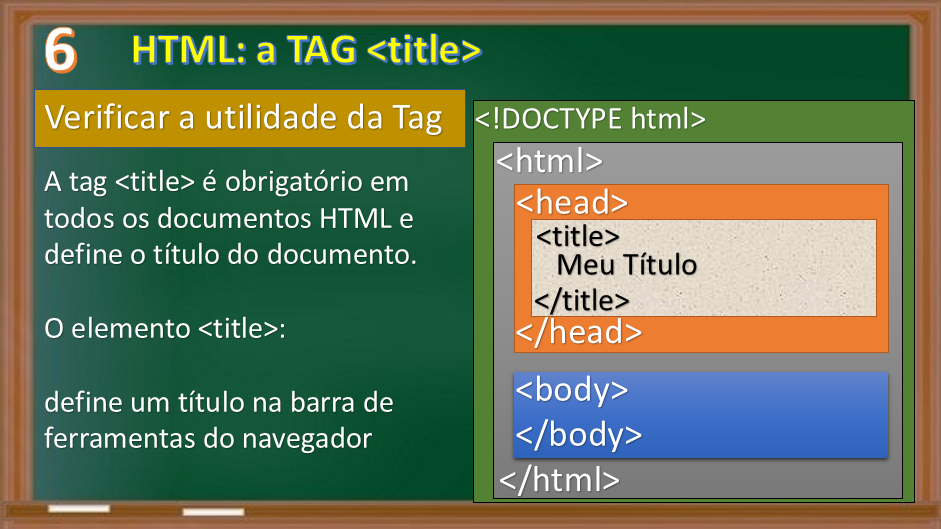 6
HTML: a TAG <title>
Verificar a utilidade da Tag
A tag <title> é obrigatório em
todos os documentos HTML e
define o título do documento.
O elemento <title>:
define um título na barra de
ferramentas do navegador
<!DOCTYPE html>
<html>
<head>
<title>
Meu Título
</title>
</head>
<body>
</body>
</html>